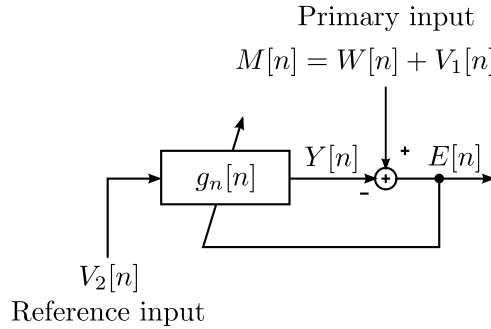 Primary input
M[n] = W[n] + V₁[n]
+
Y[n]
E[n]
gₙ[n]
+
-
V₂[n]
Reference input